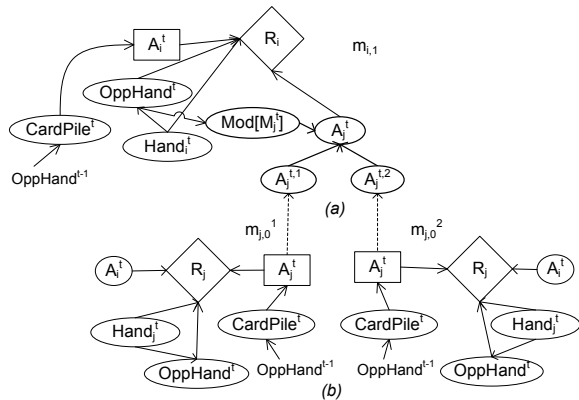 A_i^t
R_i
m_{i,1}
OppHand^t
CardPile^t
Mod[M_j^t]
A_j^t
Hand_i^t
OppHand^{t-1}
A_j^{t,1}
A_j^{t,2}
(a)
m_{j,0}^1
m_{j,0}^2
A_i^t
R_j
A_j^t
A_j^t
R_j
A_i^t
Hand_j^t
CardPile^t
CardPile^t
Hand_j^t
OppHand^t
OppHand^{t-1}
OppHand^{t-1}
OppHand^t
(b)